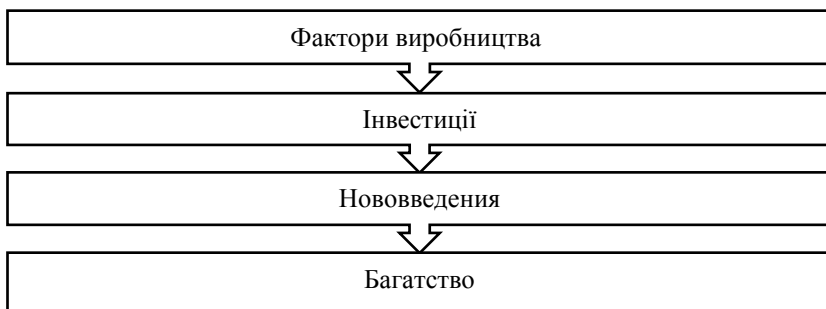 Фактори виробництва
Інвестиції
Нововведення
Багатство